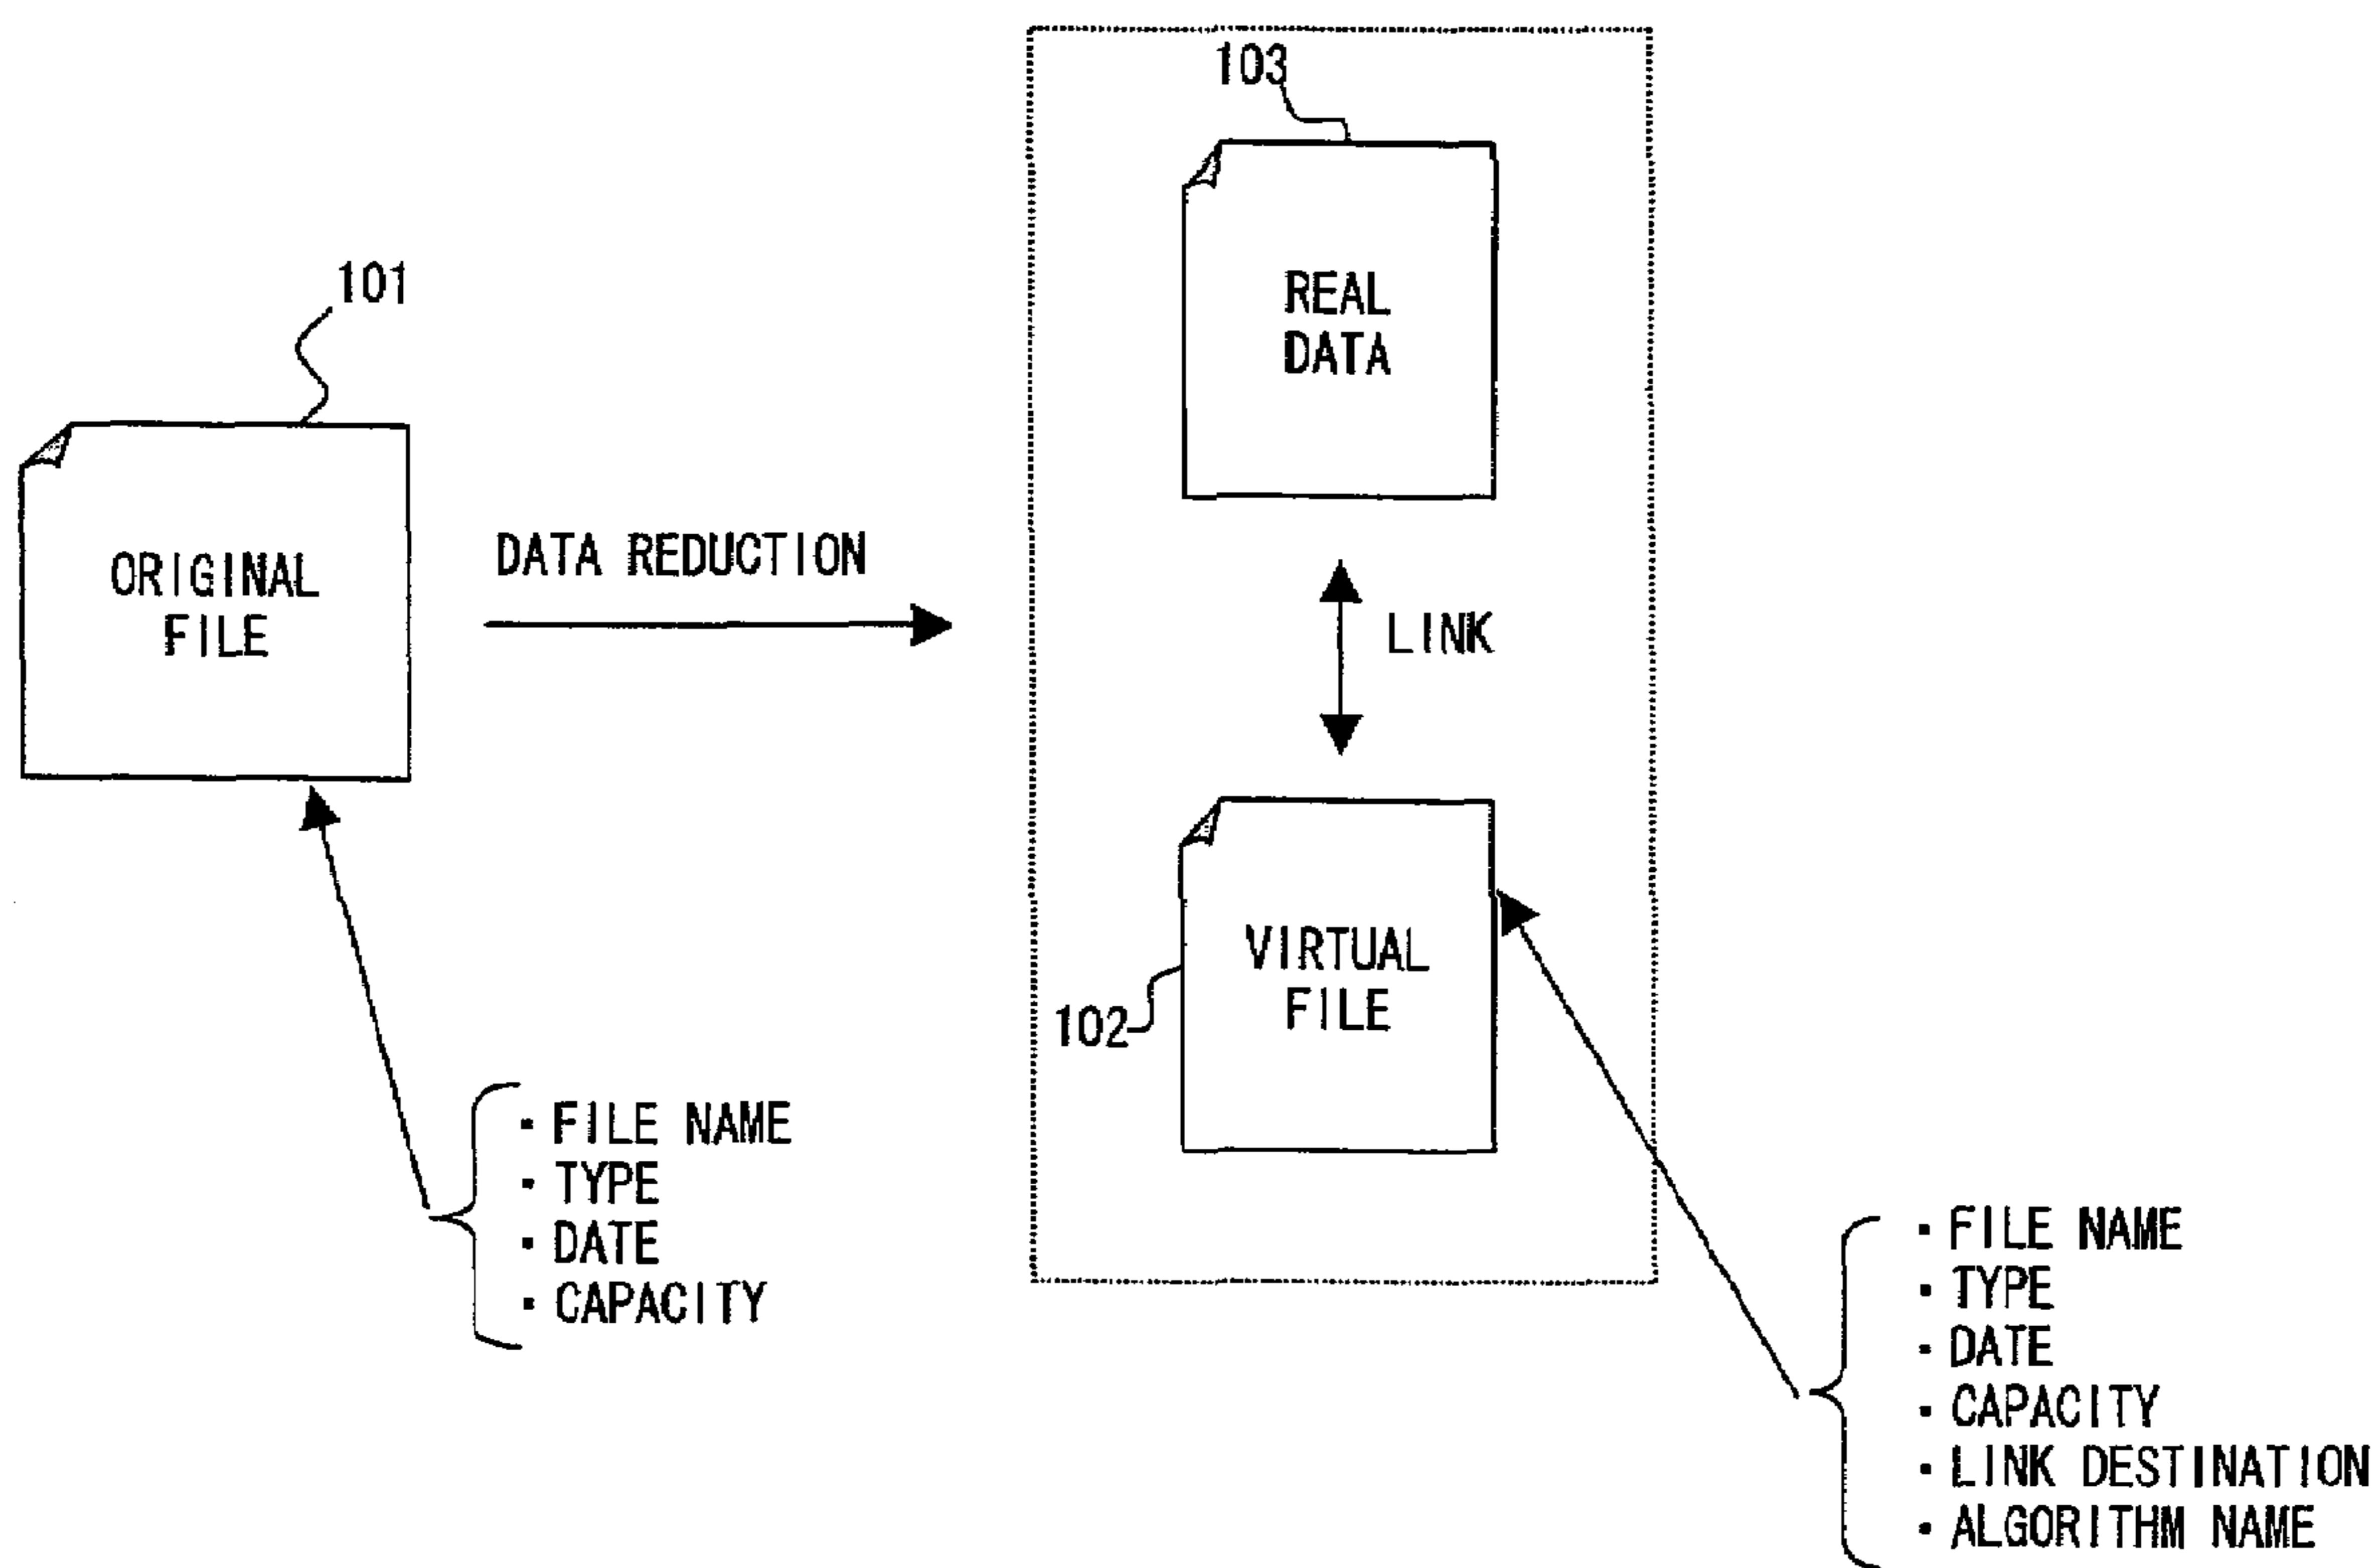 103
REAL
DATA
101
ORIGINAL
FILE
DATA REDUCTION
LINK
VIRTUAL
FILE
102
· FILE NAME
· TYPE
· DATE
· CAPACITY
· FILE NAME
· TYPE
· DATE
· CAPACITY
· LINK DESTINATION
· ALGORITHM NAME